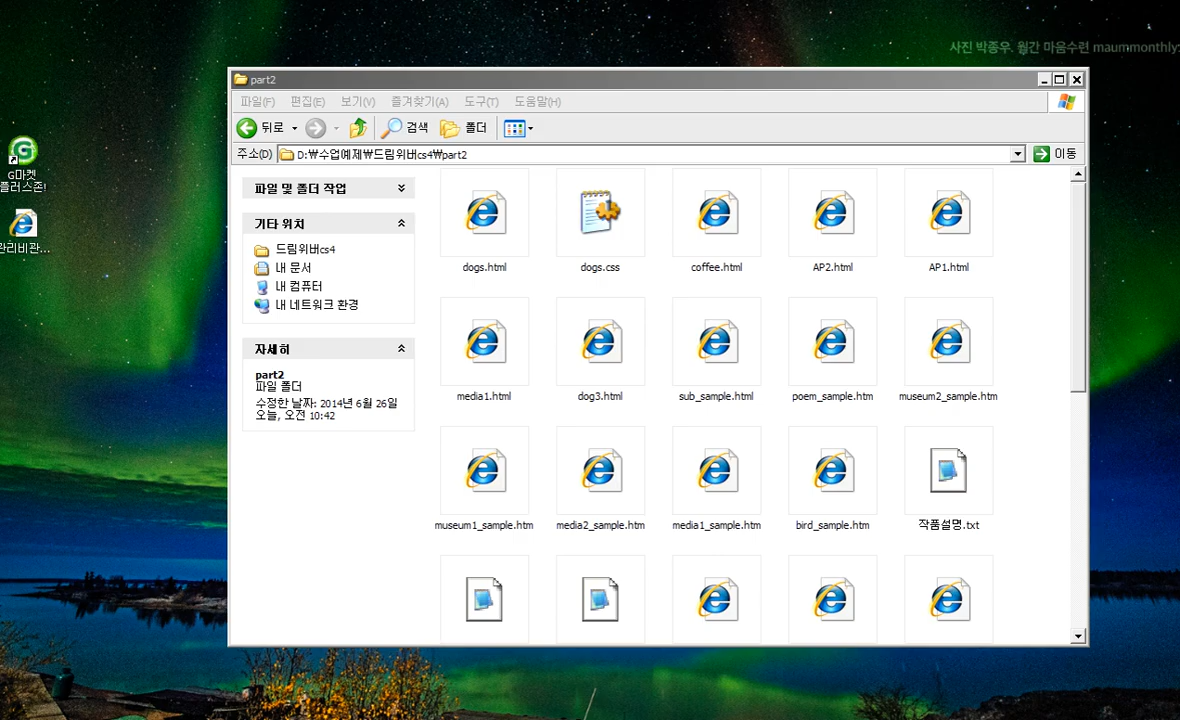 사진 박종우. 월간 마음수련 maummonthly
part2
파일(F) 편집(E) 보기(V) 즐겨찾기(A) 도구(T) 도움말(H)
뒤로 검색 폴더
주소(D) D:₩수업예제₩드림위버cs4₩part2 이동
G마켓
플러스존!
관리비관...
파일 및 폴더 작업
기타 위치
드림위버cs4
내 문서
내 컴퓨터
내 네트워크 환경
자세히
part2
파일 폴더
수정한 날짜: 2014년 6월 26일
오늘, 오전 10:42
dogs.html dogs.css coffee.html AP2.html AP1.html
media1.html dog3.html sub_sample.html poem_sample.htm museum2_sample.htm
museum1_sample.htm media2_sample.htm media1_sample.htm bird_sample.htm 작품설명.txt